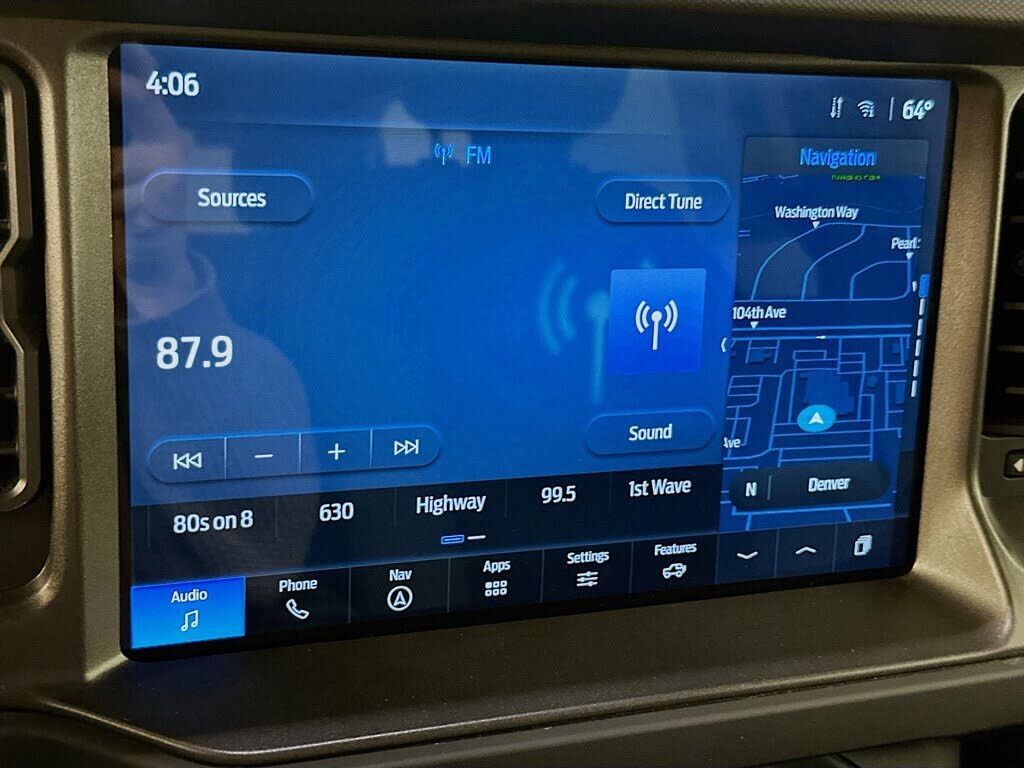 4:06
64°
FM
Navigation
Sources
Direct Tune
Washington Way
Pearl
104th Ave
87.9
Sound
Ave
N
Denver
80s on 8
630
Highway
99.5
1st Wave
Audio
Phone
Nav
Apps
Settings
Features